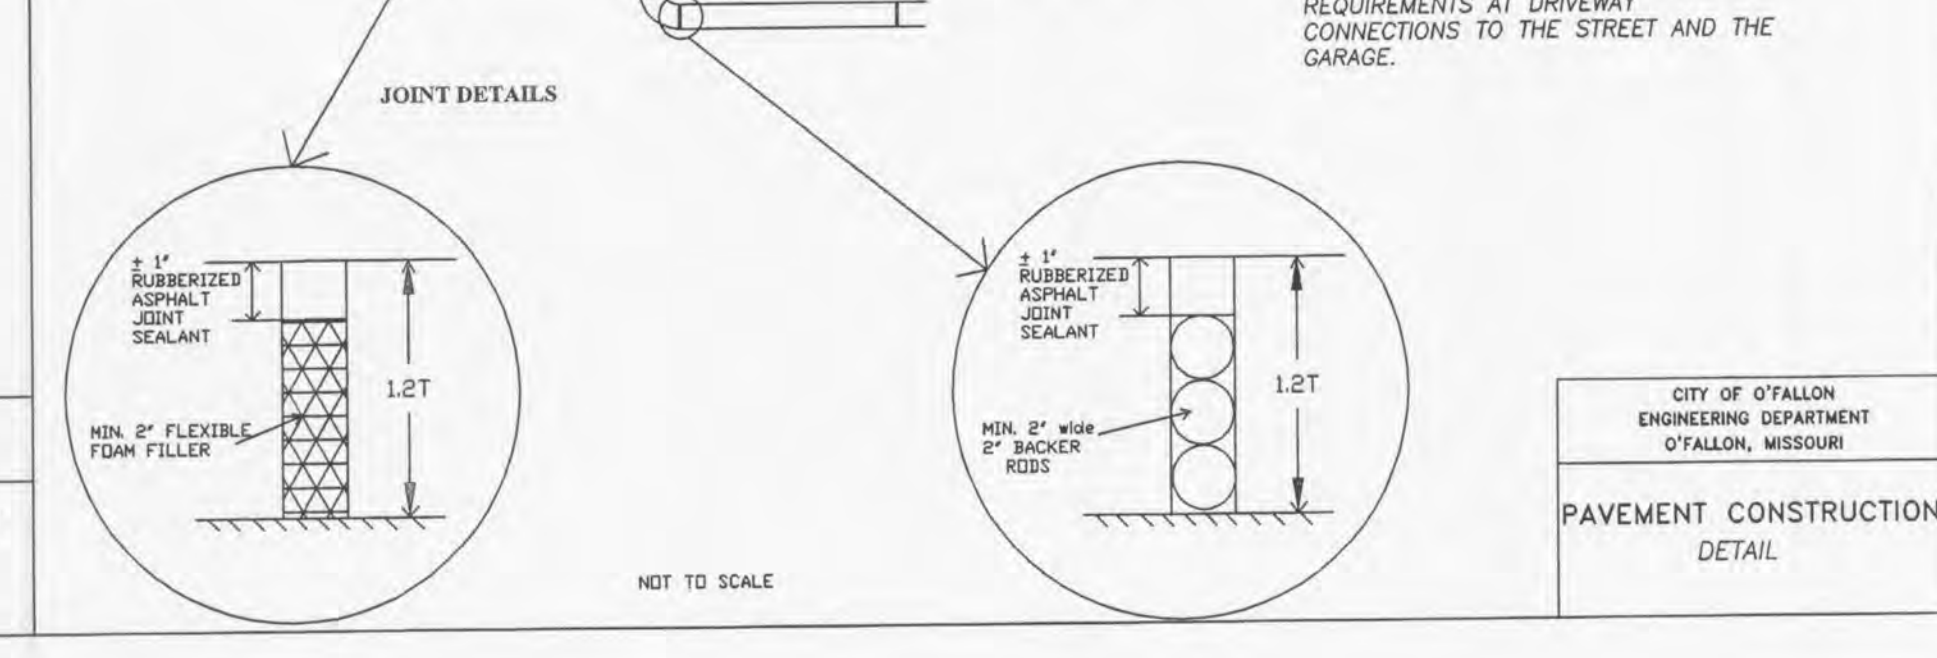 REQUIREMENTS AT DRIVEWAY
CONNECTIONS TO THE STREET AND THE
GARAGE.
JOINT DETAILS
± 1"
RUBBERIZED
ASPHALT
JOINT
SEALANT
1.2T
MIN. 2" FLEXIBLE
FOAM FILLER
± 1"
RUBBERIZED
ASPHALT
JOINT
SEALANT
1.2T
MIN. 2" wide
2" BACKER
RODS
NOT TO SCALE
CITY OF O'FALLON
ENGINEERING DEPARTMENT
O'FALLON, MISSOURI
PAVEMENT CONSTRUCTION
DETAIL